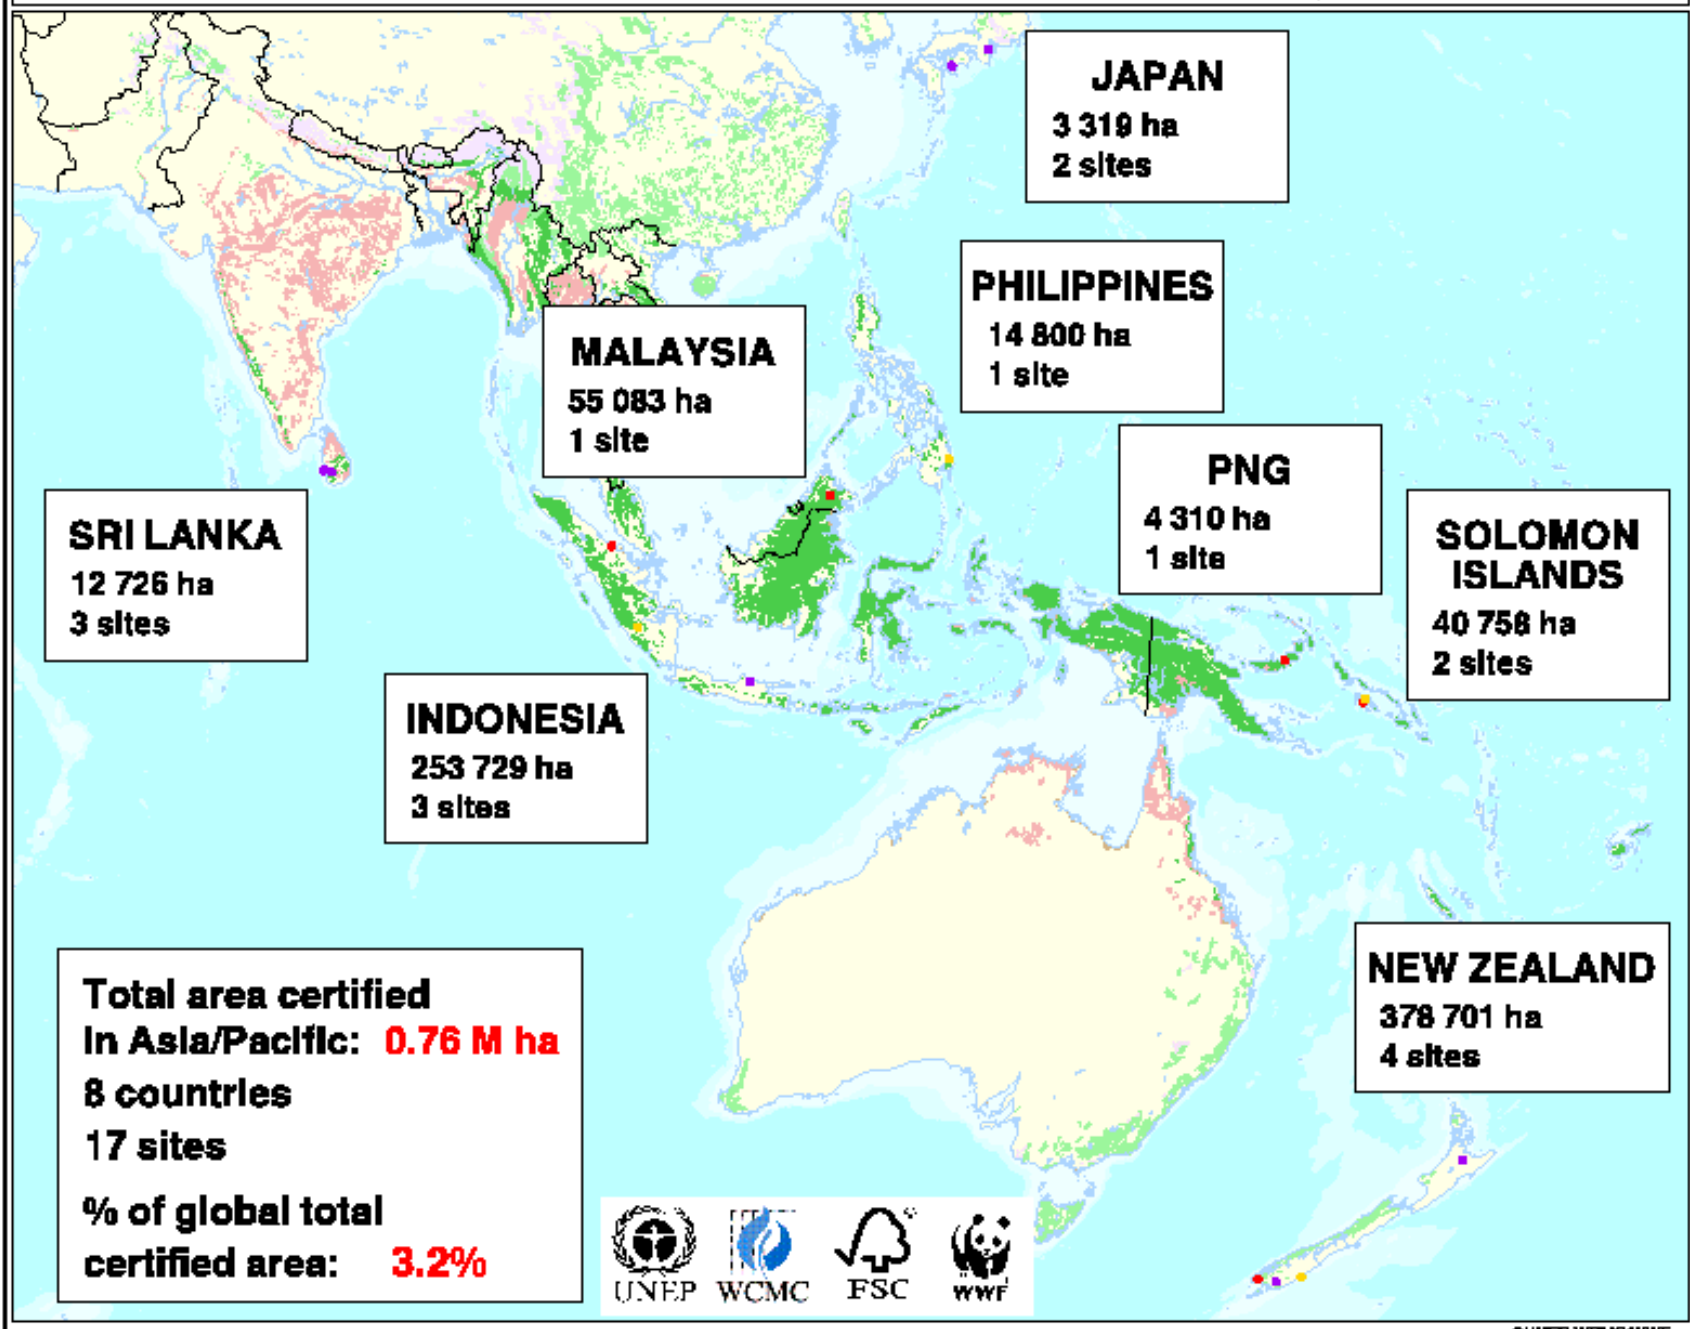 JAPAN
3 319 ha
2 sites
PHILIPPINES
14 800 ha
1 site
MALAYSIA
55 083 ha
1 site
PNG
4 310 ha
1 site
SRI LANKA
12 726 ha
3 sites
SOLOMON
ISLANDS
40 758 ha
2 sites
INDONESIA
253 729 ha
3 sites
NEW ZEALAND
378 701 ha
4 sites
Total area certified
in Asia/Pacific: 0.76 M ha
8 countries
17 sites
% of global total
certified area: 3.2%
UNEP WCMC FSC WWF